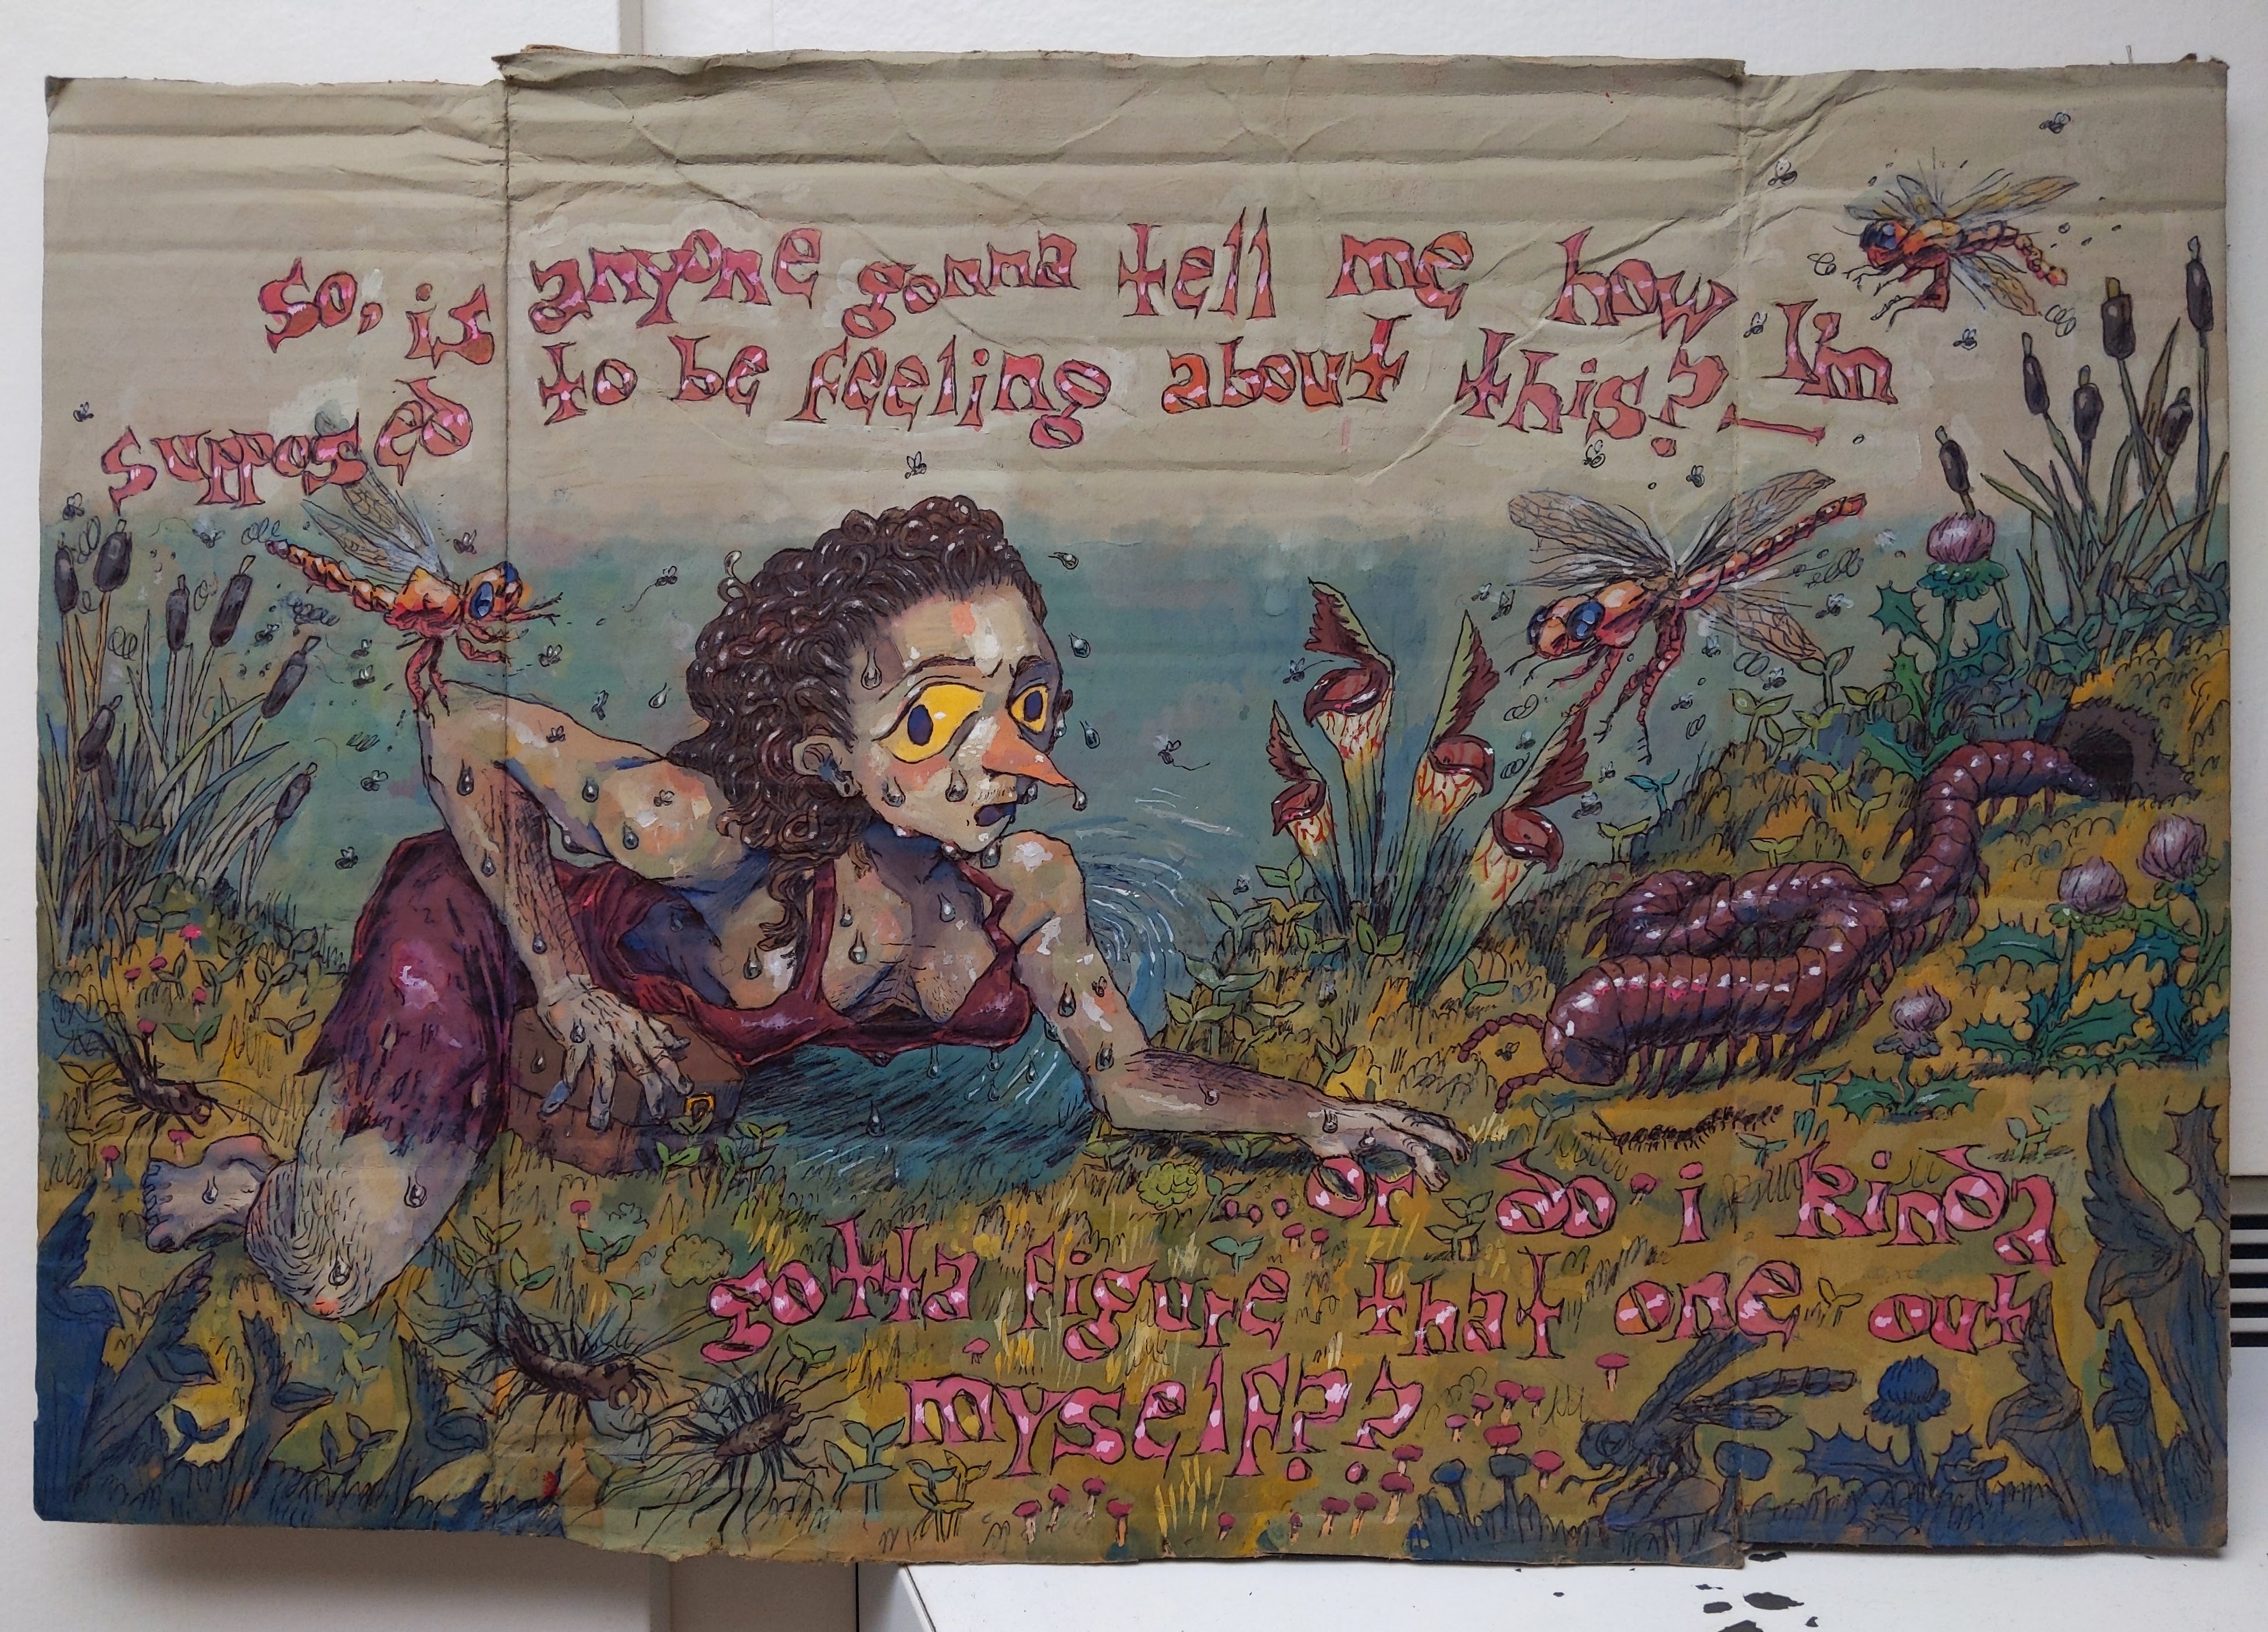 so, is anyone gonna tell me how I'm
supposed to be feeling about this?
...or do i kinda
gotta figure that one out
myself??